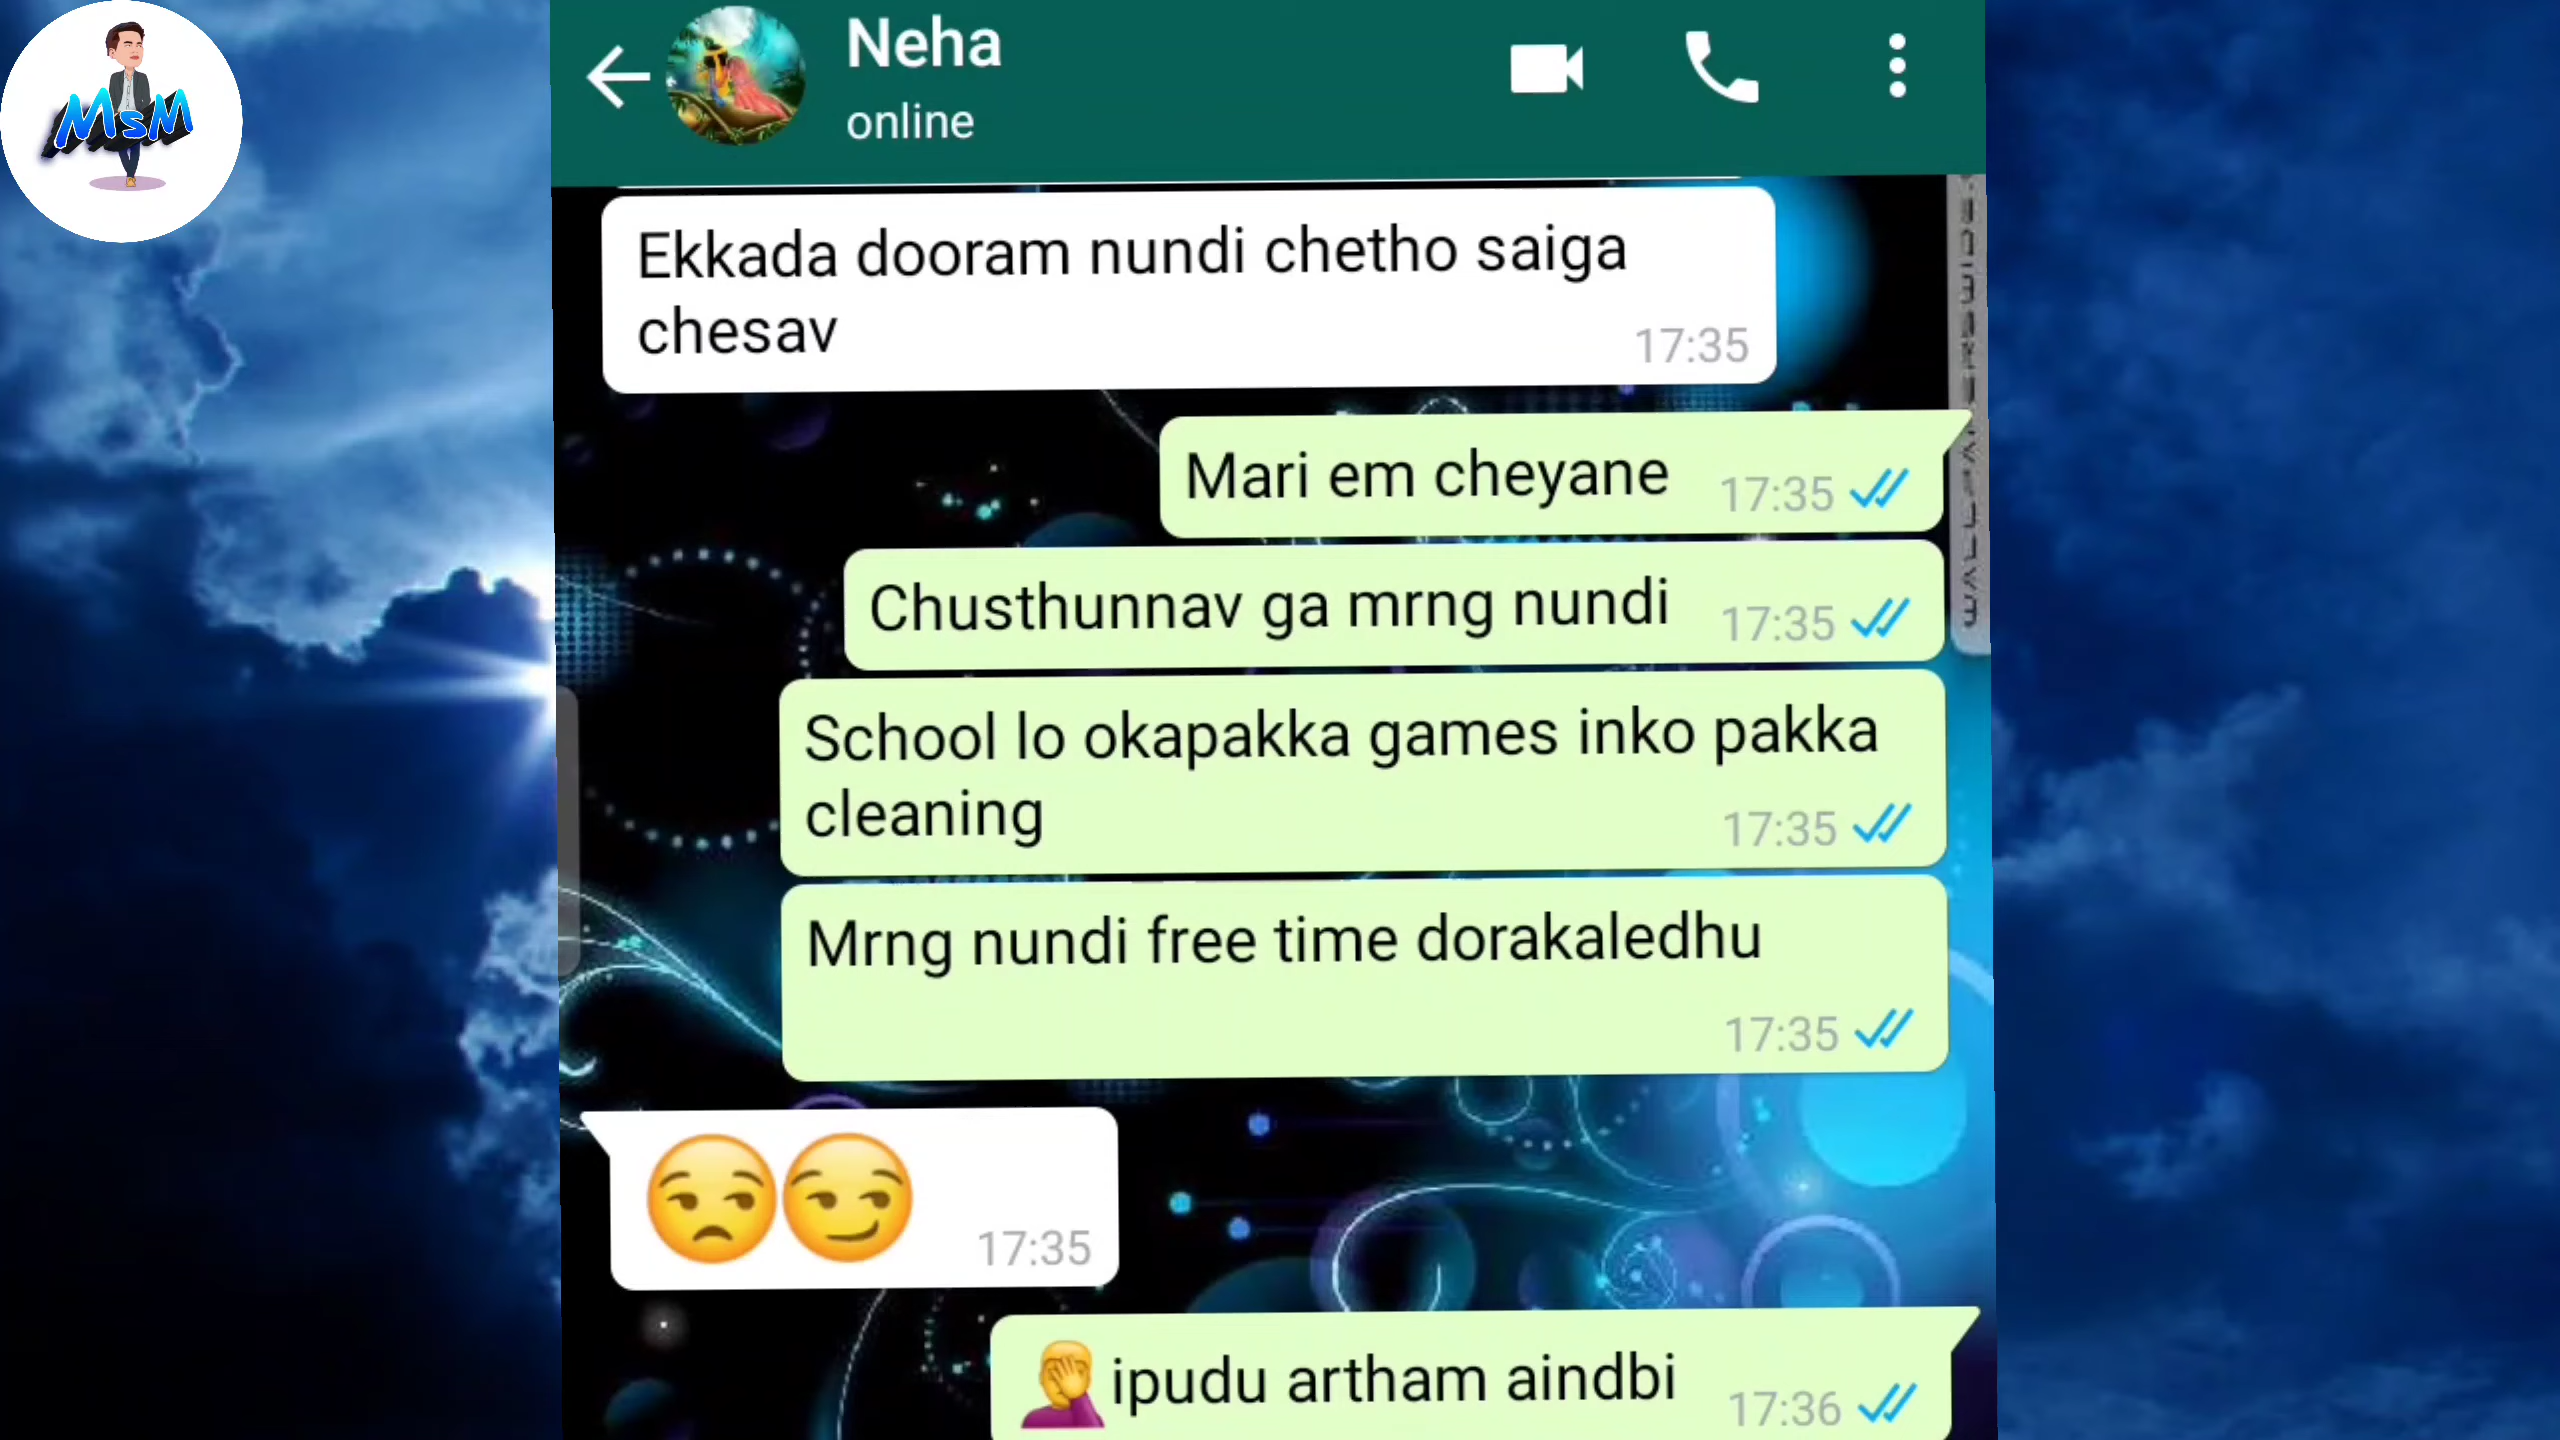 MsM
Neha
online
Ekkada dooram nundi chetho saiga
chesav
17:35
Mari em cheyane 17:35
Chusthunnav ga mrng nundi 17:35
School lo okapakka games inko pakka
cleaning
17:35
Mrng nundi free time dorakaledhu
17:35
😒😏 17:35
🤦ipudu artham aindbi 17:36